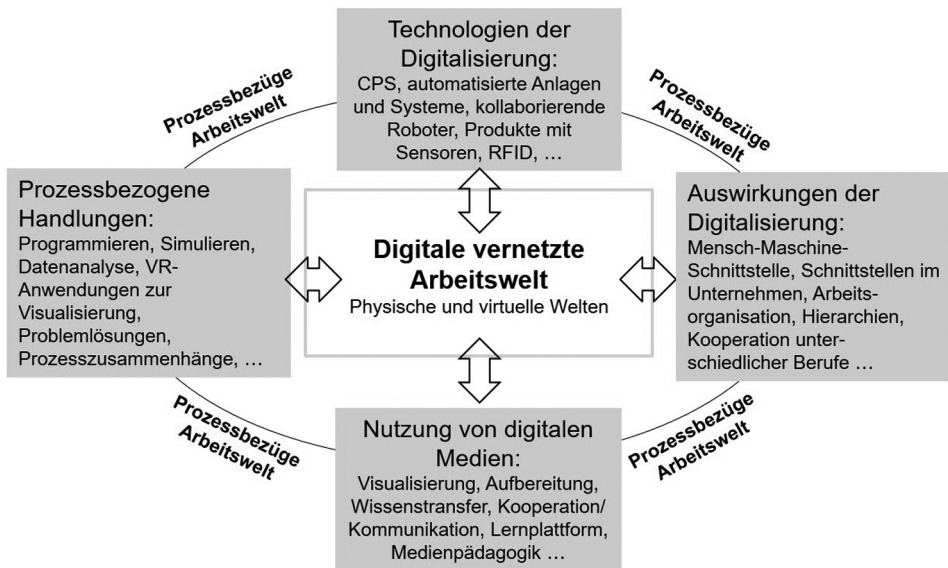 Technologien der
Digitalisierung:
CPS, automatisierte Anlagen
und Systeme, kollaborierende
Roboter, Produkte mit
Sensoren, RFID, …
Prozessbezüge
Arbeitswelt
Prozessbezüge
Arbeitswelt
Prozessbezogene
Handlungen:
Programmieren, Simulieren,
Datenanalyse, VR-
Anwendungen zur
Visualisierung,
Problemlösungen,
Prozesszusammenhänge, …
Digitale vernetzte
Arbeitswelt
Physische und virtuelle Welten
Auswirkungen der
Digitalisierung:
Mensch-Maschine-
Schnittstelle, Schnittstellen im
Unternehmen, Arbeits-
organisation, Hierarchien,
Kooperation unter-
schiedlicher Berufe …
Prozessbezüge
Arbeitswelt
Prozessbezüge
Arbeitswelt
Nutzung von digitalen
Medien:
Visualisierung, Aufbereitung,
Wissenstransfer, Kooperation/
Kommunikation, Lernplattform,
Medienpädagogik …